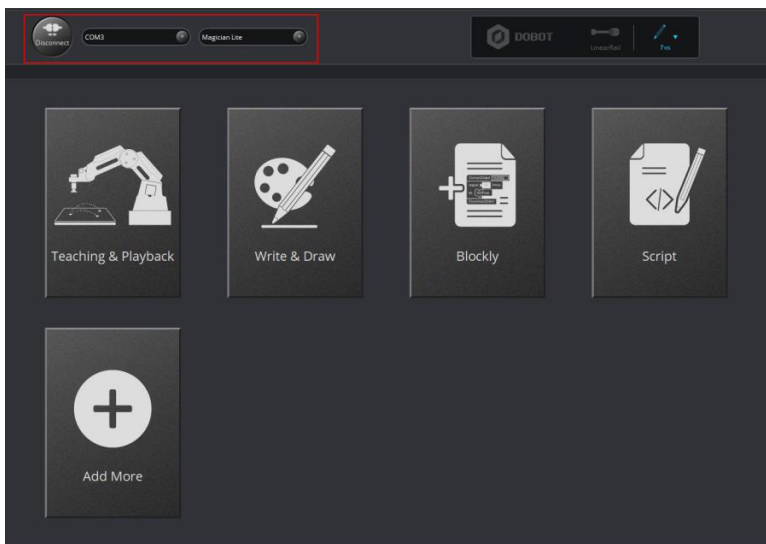 Disconnect
COM3
Magician Lite
DOBOT
LinearRail
Pen
Teaching & Playback
Write & Draw
Blockly
Script
Add More